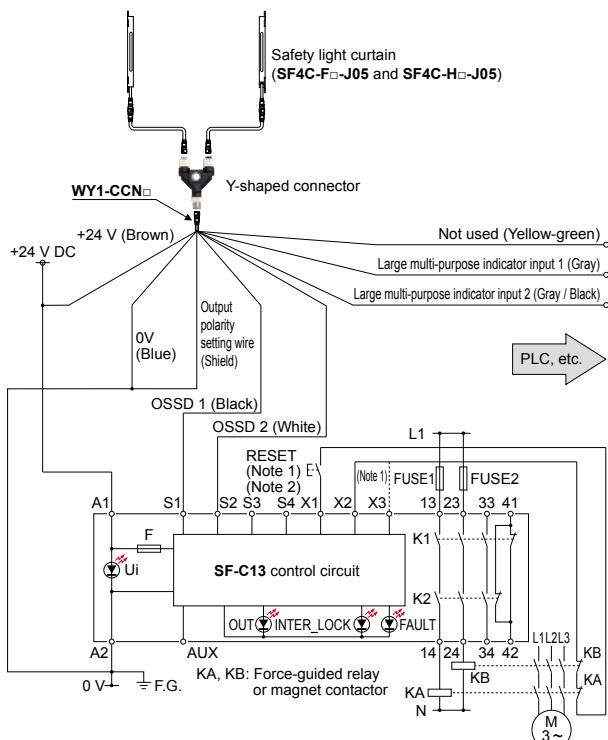 Safety light curtain
(SF4C-F□-J05 and SF4C-H□-J05)
WY1-CCN□
Y-shaped connector
+24 V (Brown)
+24 V DC
Not used (Yellow-green)
Large multi-purpose indicator input 1 (Gray)
Large multi-purpose indicator input 2 (Gray / Black)
0V
(Blue)
Output
polarity
setting wire
(Shield)
PLC, etc.
OSSD 1 (Black)
OSSD 2 (White)
L1
RESET
(Note 1)
(Note 2)
(Note 1)
FUSE1
FUSE2
A1 S1 S2 S3 S4 X1 X2 X3 13 23 33 41
F
K1
Ui
SF-C13 control circuit
K2
OUT INTER_LOCK FAULT
A2 AUX 14 24 34 42
L1L2L3
KA, KB: Force-guided relay
or magnet contactor
KB
KB
0 V
F.G.
KA
KA
N
M
3~